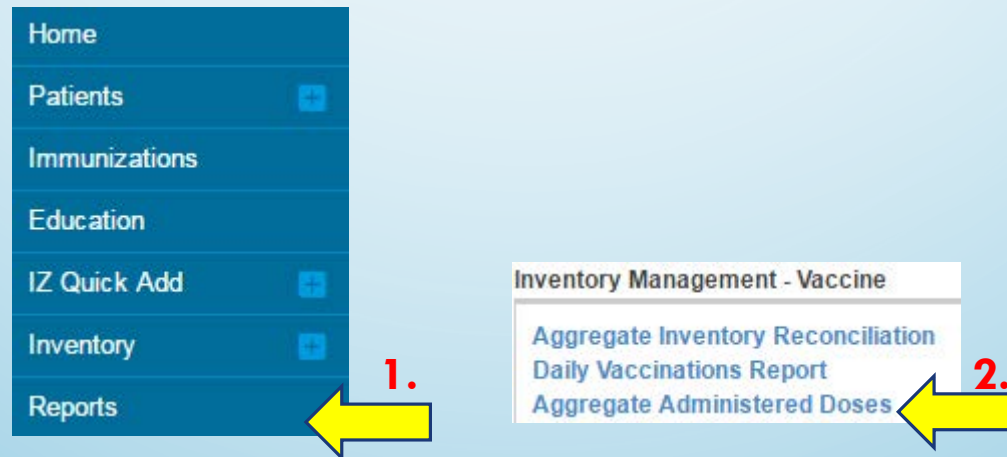 Home
Patients
Immunizations
Education
IZ Quick Add
Inventory
Reports
1.
Inventory Management - Vaccine
Aggregate Inventory Reconciliation
Daily Vaccinations Report
Aggregate Administered Doses
2.